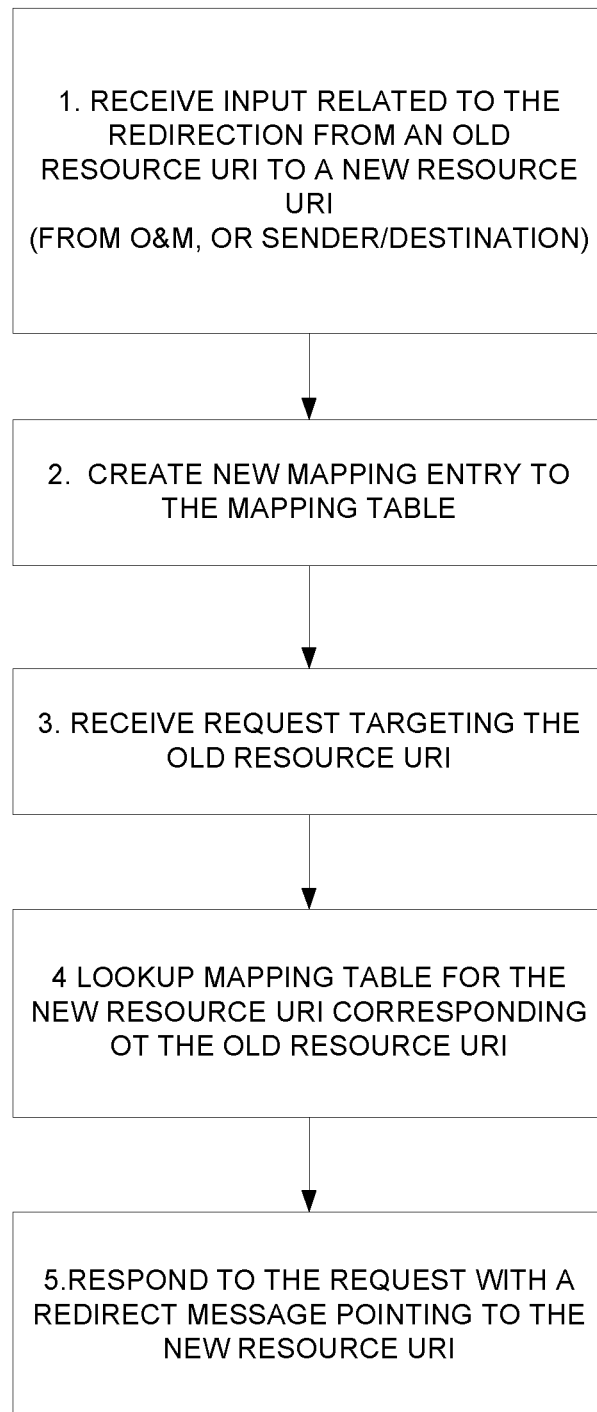 1. RECEIVE INPUT RELATED TO THE
REDIRECTION FROM AN OLD
RESOURCE URI TO A NEW RESOURCE
URI
(FROM O&M, OR SENDER/DESTINATION)
2. CREATE NEW MAPPING ENTRY TO
THE MAPPING TABLE
3. RECEIVE REQUEST TARGETING THE
OLD RESOURCE URI
4 LOOKUP MAPPING TABLE FOR THE
NEW RESOURCE URI CORRESPONDING
OT THE OLD RESOURCE URI
5.RESPOND TO THE REQUEST WITH A
REDIRECT MESSAGE POINTING TO THE
NEW RESOURCE URI